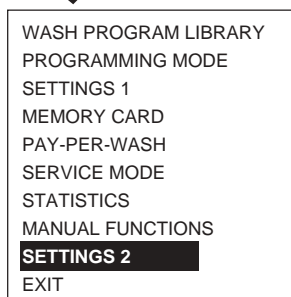 WASH PROGRAM LIBRARY
PROGRAMMING MODE
SETTINGS 1
MEMORY CARD
PAY-PER-WASH
SERVICE MODE
STATISTICS
MANUAL FUNCTIONS
SETTINGS 2
EXIT